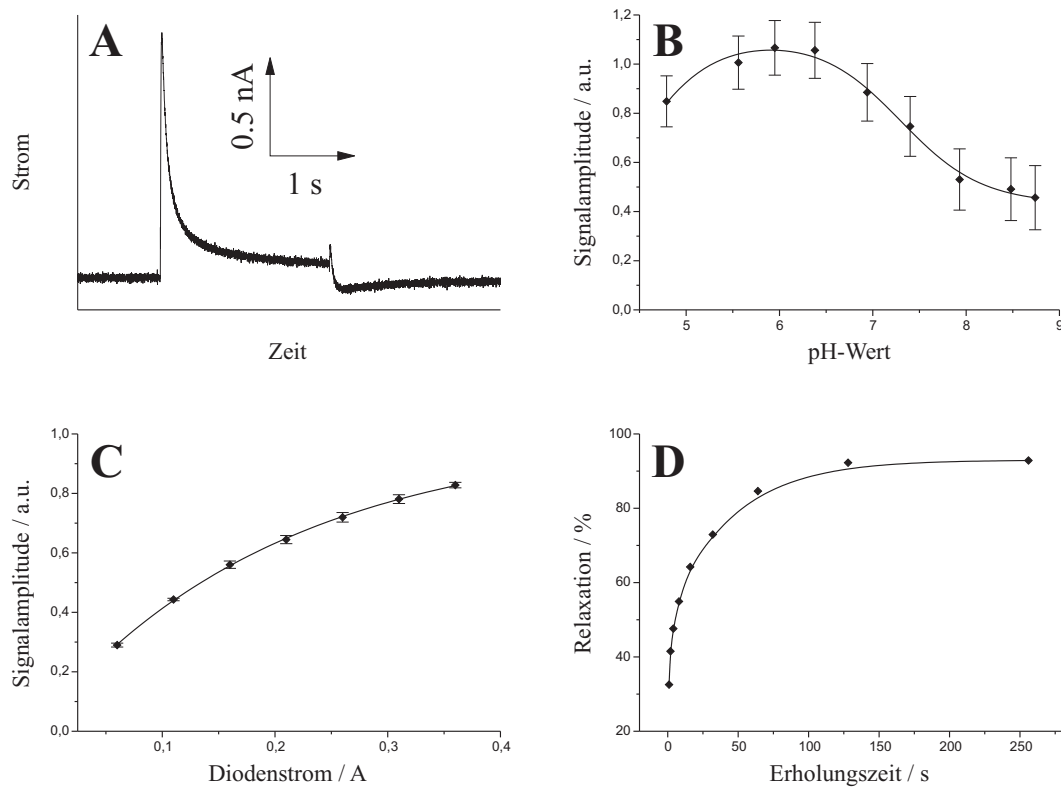 A
Strom
0.5 nA
1 s
Zeit
B
Signalamplitude / a.u.
1,2
1,0
0,8
0,6
0,4
0,2
0,0
5 6 7 8 9
pH-Wert
C
Signalamplitude / a.u.
1,0
0,8
0,6
0,4
0,2
0,0
0,1 0,2 0,3 0,4
Diodenstrom / A
D
Relaxation / %
100
80
60
40
20
0 50 100 150 200 250
Erholungszeit / s